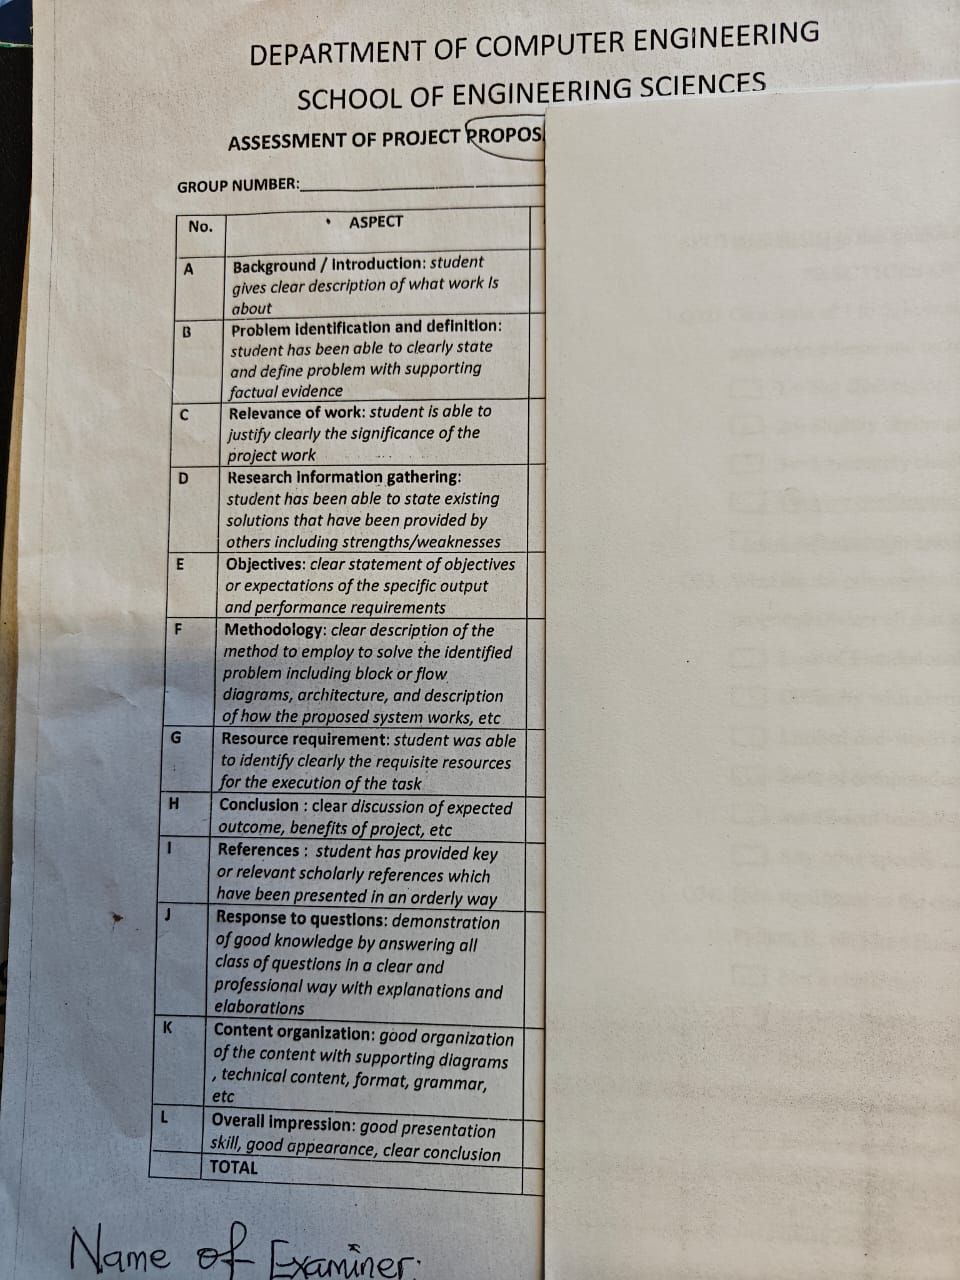 DEPARTMENT OF COMPUTER ENGINEERING
SCHOOL OF ENGINEERING SCIENCES
ASSESSMENT OF PROJECT PROPOS
GROUP NUMBER:
No. ASPECT
A Background / Introduction: student
gives clear description of what work is
about
B Problem identification and definition:
student has been able to clearly state
and define problem with supporting
factual evidence
C Relevance of work: student is able to
justify clearly the significance of the
project work
D Research information gathering:
student has been able to state existing
solutions that have been provided by
others including strengths/weaknesses
E Objectives: clear statement of objectives
or expectations of the specific output
and performance requirements
F Methodology: clear description of the
method to employ to solve the identified
problem including block or flow
diagrams, architecture, and description
of how the proposed system works, etc
G Resource requirement: student was able
to identify clearly the requisite resources
for the execution of the task
H Conclusion : clear discussion of expected
outcome, benefits of project, etc
I References : student has provided key
or relevant scholarly references which
have been presented in an orderly way
J Response to questions: demonstration
of good knowledge by answering all
class of questions in a clear and
professional way with explanations and
elaborations
K Content organization: good organization
of the content with supporting diagrams
, technical content, format, grammar,
etc
L Overall impression: good presentation
skill, good appearance, clear conclusion
TOTAL
Name of Examiner: